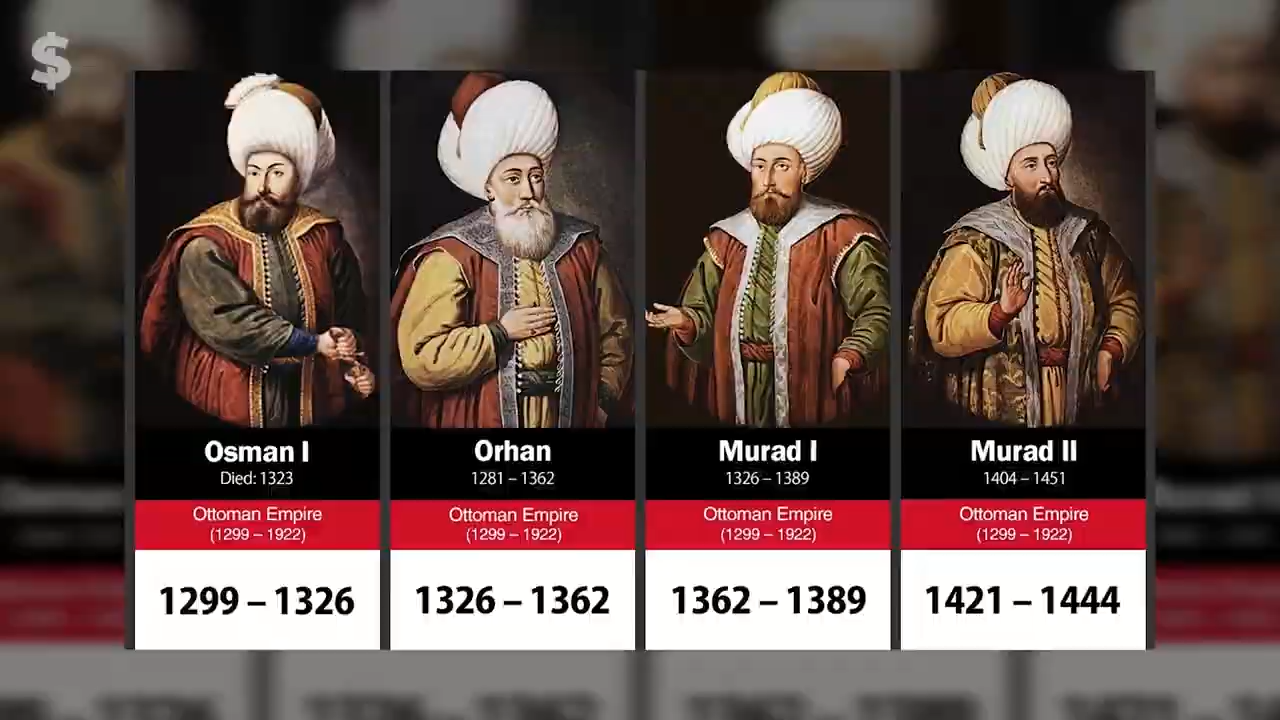 $
Osman I
Died: 1323
Ottoman Empire
(1299 – 1922)
1299 – 1326
Orhan
1281 – 1362
Ottoman Empire
(1299 – 1922)
1326 – 1362
Murad I
1326 – 1389
Ottoman Empire
(1299 – 1922)
1362 – 1389
Murad II
1404 – 1451
Ottoman Empire
(1299 – 1922)
1421 – 1444